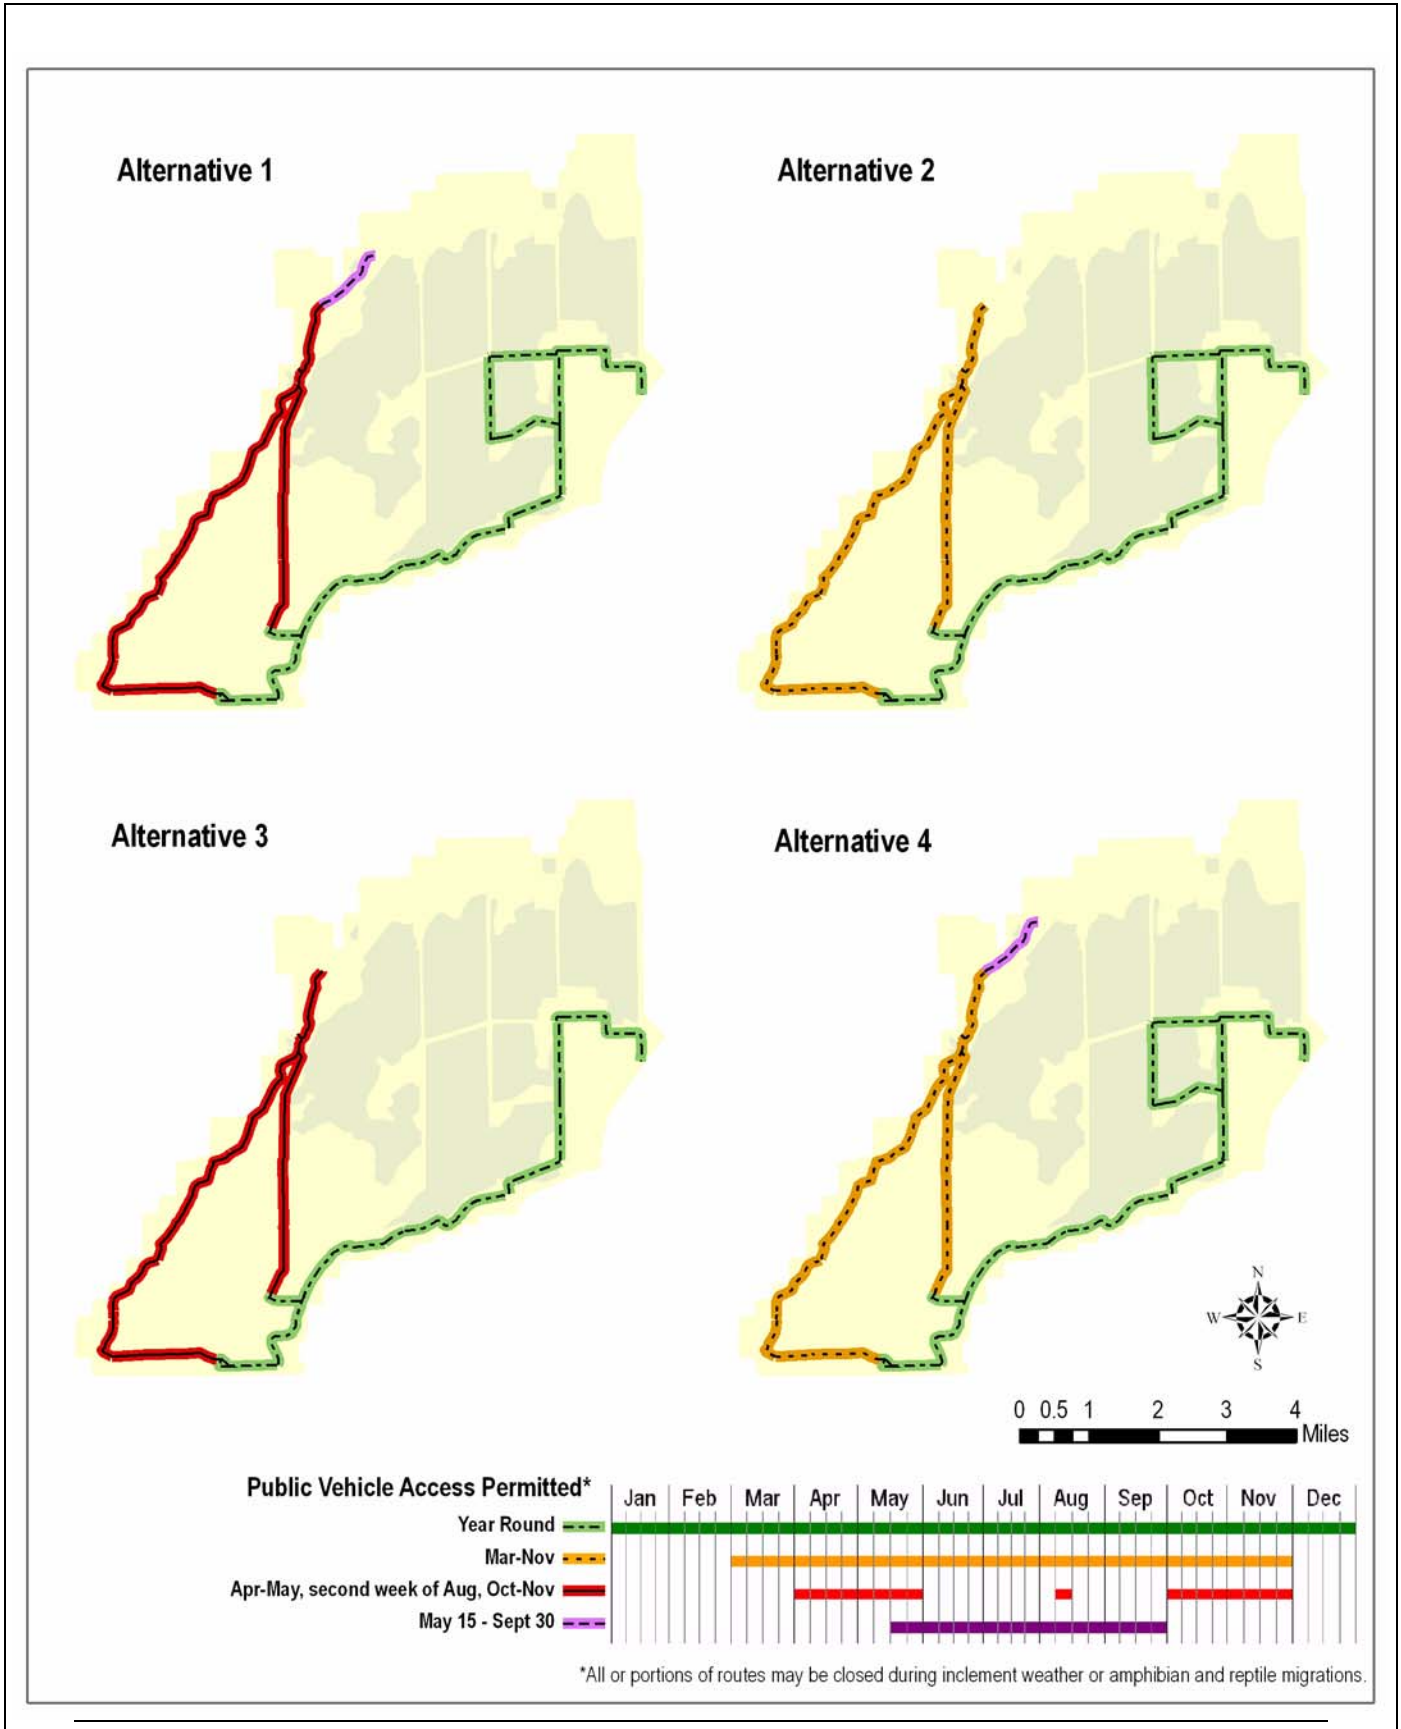 Alternative 1
Alternative 2
Alternative 3
Alternative 4
N
W E
S
0 0.5 1 2 3 4
Miles
Public Vehicle Access Permitted*
Jan Feb Mar Apr May Jun Jul Aug Sep Oct Nov Dec
Year Round
Mar-Nov
Apr-May, second week of Aug, Oct-Nov
May 15 - Sept 30
*All or portions of routes may be closed during inclement weather or amphibian and reptile migrations.